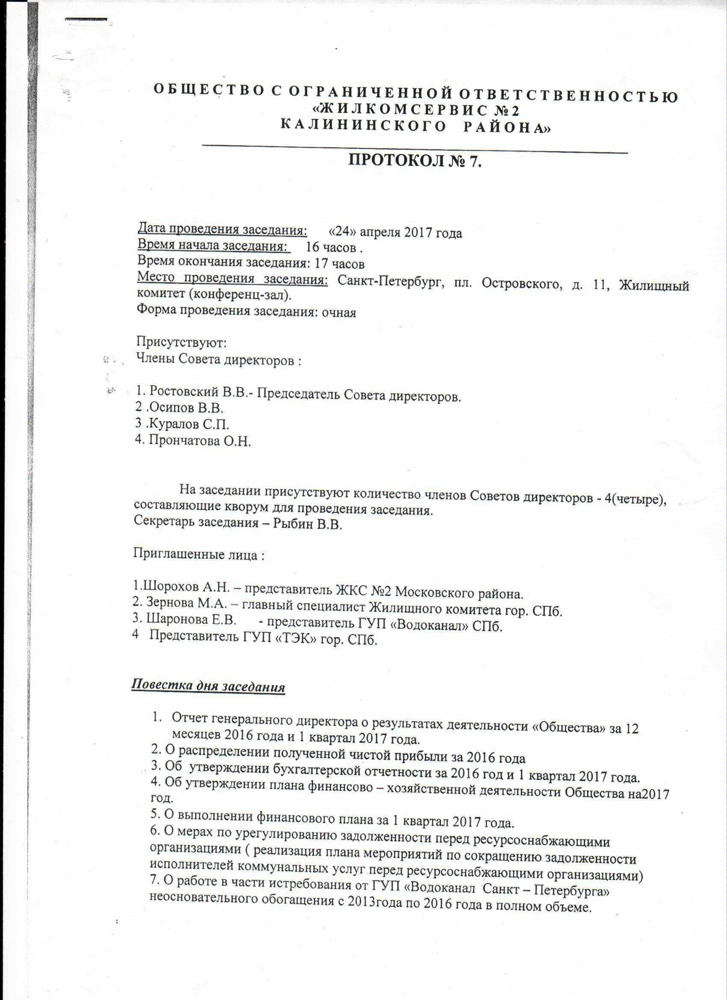 ОБЩЕСТВО С ОГРАНИЧЕННОЙ ОТВЕТСТВЕННОСТЬЮ
«ЖИЛКОМСЕРВИС № 2
КАЛИНИНСКОГО РАЙОНА»
ПРОТОКОЛ № 7.
Дата проведения заседания: «24» апреля 2017 года
Время начала заседания: 16 часов .
Время окончания заседания: 17 часов
Место проведения заседания: Санкт-Петербург, пл. Островского, д. 11, Жилищный
комитет (конференц-зал).
Форма проведения заседания: очная
Присутствуют:
Члены Совета директоров :
1. Ростовский В.В.- Председатель Совета директоров.
2 .Осипов В.В.
3 .Куралов С.П.
4. Прончатова О.Н.
На заседании присутствуют количество членов Советов директоров - 4(четыре),
составляющие кворум для проведения заседания.
Секретарь заседания – Рыбин В.В.
Приглашенные лица :
1.Шорохов А.Н. – представитель ЖКС №2 Московского района.
2. Зернова М.А. – главный специалист Жилищного комитета гор. СПб.
3. Шаронова Е.В. - представитель ГУП «Водоканал» СПб.
4 Представитель ГУП «ТЭК» гор. СПб.
Повестка дня заседания
1. Отчет генерального директора о результатах деятельности «Общества» за 12
месяцев 2016 года и 1 квартал 2017 года.
2. О распределении полученной чистой прибыли за 2016 года
3. Об утверждении бухгалтерской отчетности за 2016 год и 1 квартал 2017 года.
4. Об утверждении плана финансово – хозяйственной деятельности Общества на2017
год.
5. О выполнении финансового плана за 1 квартал 2017 года.
6. О мерах по урегулированию задолженности перед ресурсоснабжающими
организациями ( реализация плана мероприятий по сокращению задолженности
исполнителей коммунальных услуг перед ресурсоснабжающими организациями)
7. О работе в части истребования от ГУП «Водоканал Санкт – Петербурга»
неосновательного обогащения с 2013года по 2016 года в полном объеме.